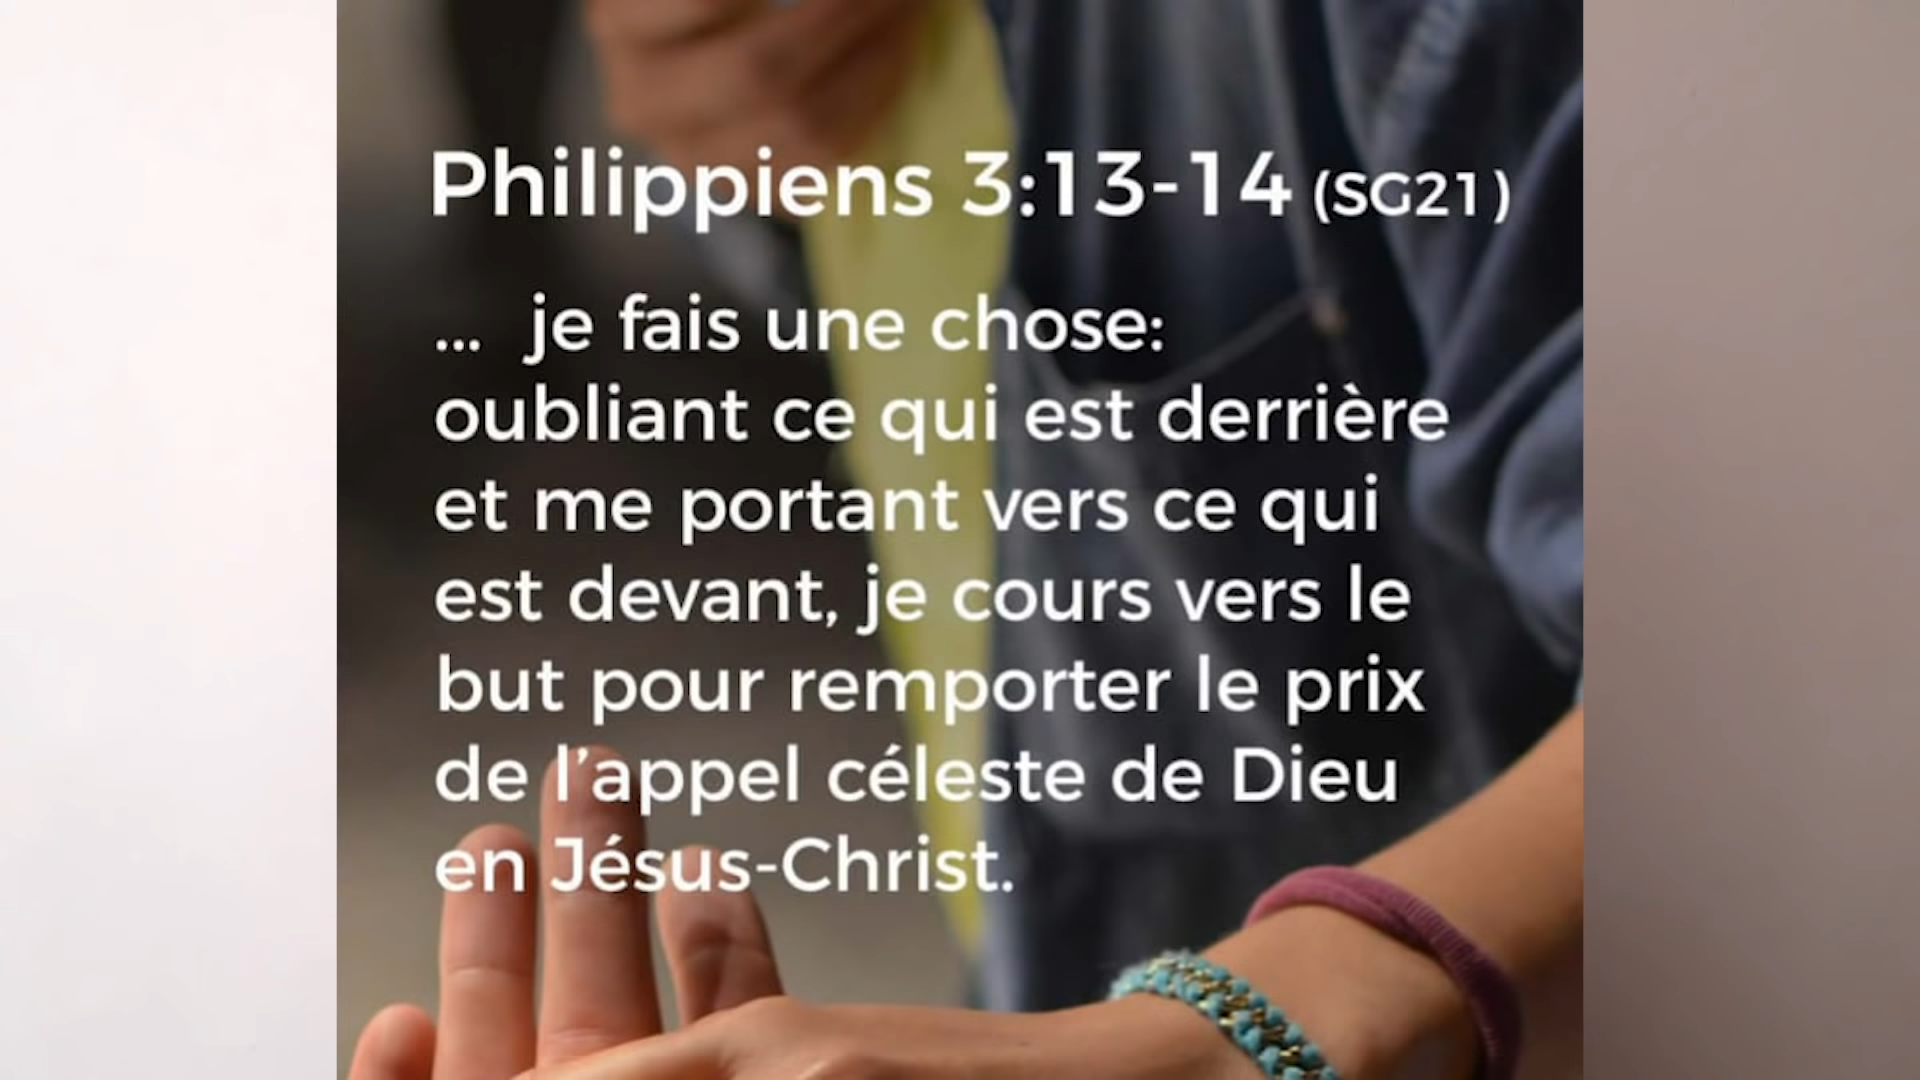 Philippiens 3:13-14 (SG21)
... je fais une chose:
oubliant ce qui est derrière
et me portant vers ce qui
est devant, je cours vers le
but pour remporter le prix
de l’appel céleste de Dieu
en Jésus-Christ.